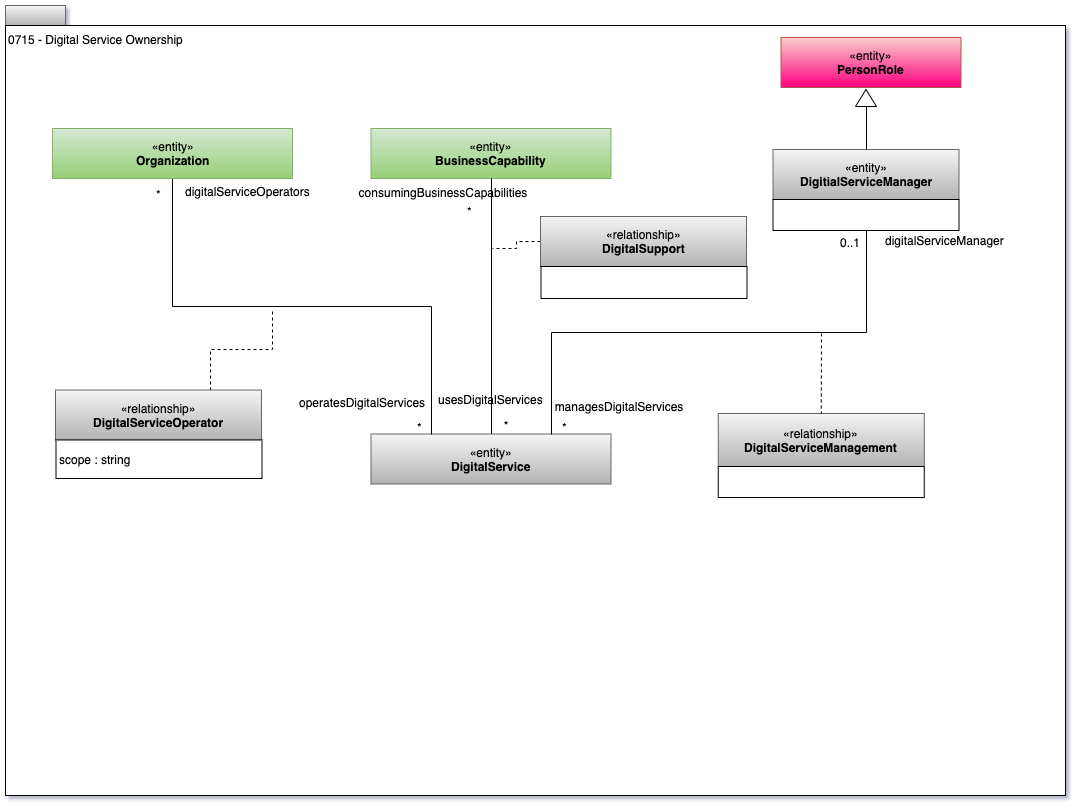 0715 - Digital Service Ownership
«entity»
PersonRole
«entity»
Organization
«entity»
BusinessCapability
«entity»
DigitialServiceManager
*
digitalServiceOperators
consumingBusinessCapabilities
*
«relationship»
DigitalSupport
0..1
digitalServiceManager
«relationship»
DigitalServiceOperator
scope : string
operatesDigitalServices
*
usesDigitalServices
*
managesDigitalServices
*
«relationship»
DigitalServiceManagement
«entity»
DigitalService